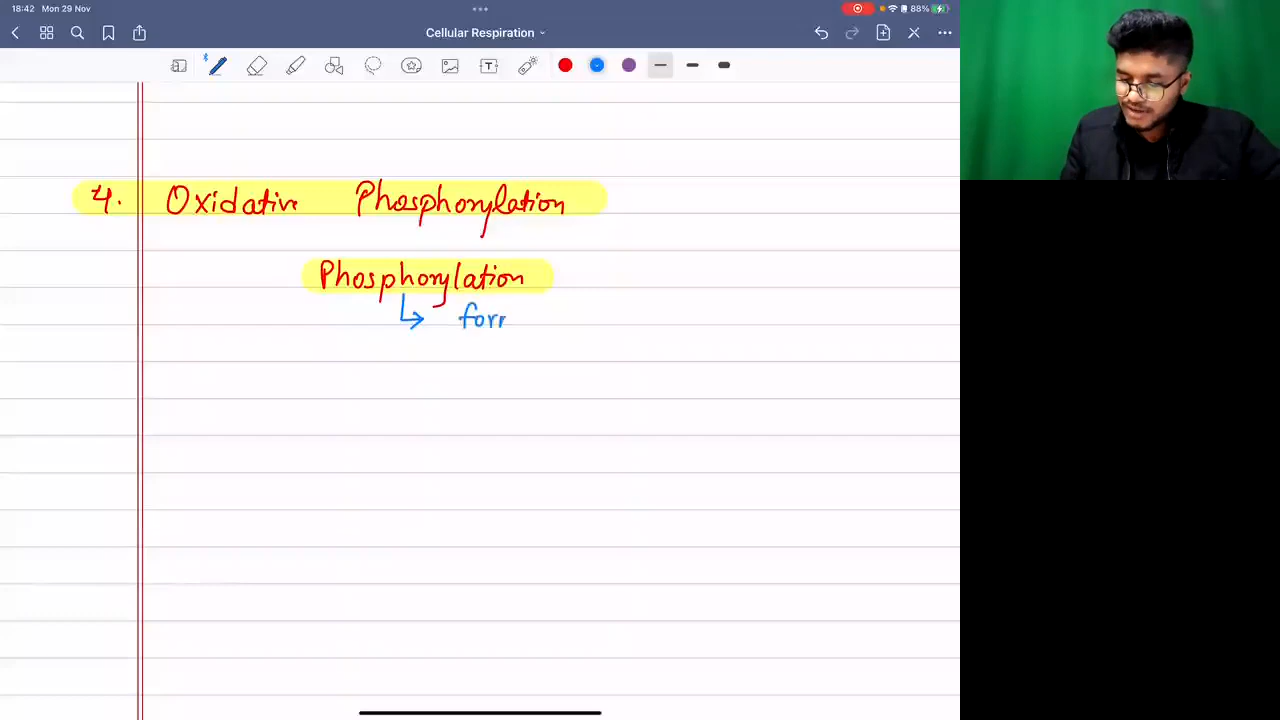 18:42 Mon 29 Nov
88%
Cellular Respiration
4. Oxidative Phosphorylation
Phosphorylation
↳ forr